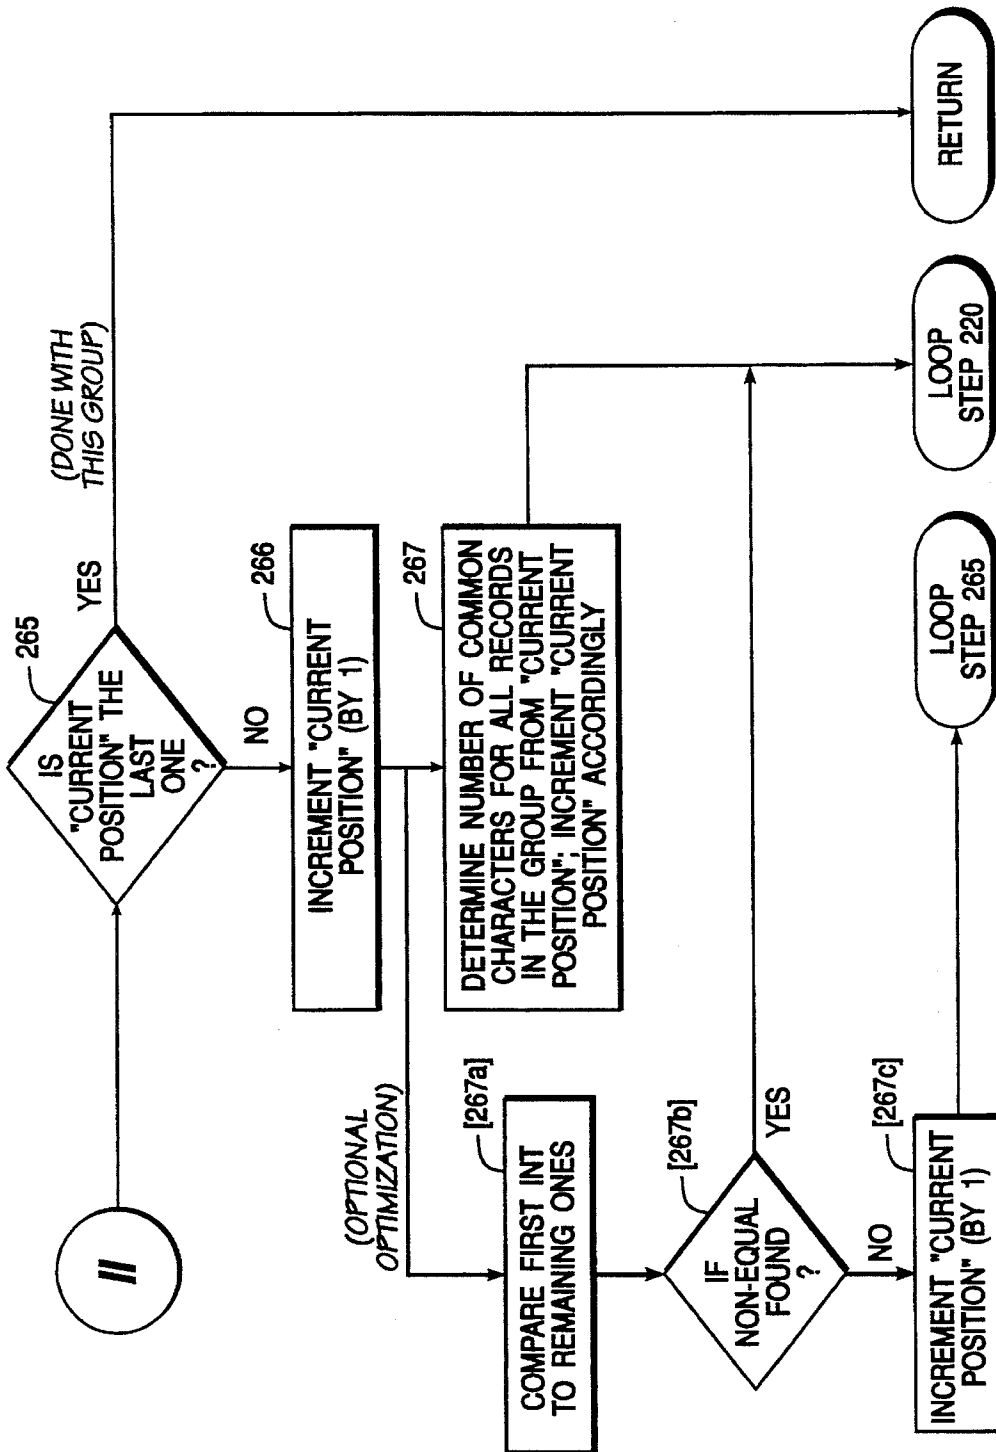 II
265
IS
"CURRENT
POSITION" THE
LAST
ONE
?
YES
(DONE WITH
THIS GROUP)
NO
266
INCREMENT "CURRENT
POSITION" (BY 1)
(OPTIONAL
OPTIMIZATION)
267
DETERMINE NUMBER OF COMMON
CHARACTERS FOR ALL RECORDS
IN THE GROUP FROM "CURRENT
POSITION"; INCREMENT "CURRENT
POSITION" ACCORDINGLY
[267a]
COMPARE FIRST INT
TO REMAINING ONES
[267b]
IF
NON-EQUAL
FOUND
?
YES
NO
[267c]
INCREMENT "CURRENT
POSITION" (BY 1)
LOOP
STEP 265
LOOP
STEP 220
RETURN